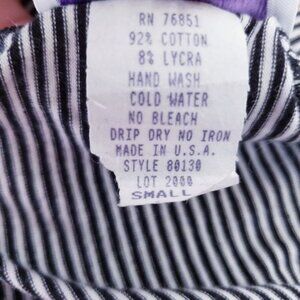 RN 76851
92% COTTON
8% LYCRA
HAND WASH
COLD WATER
NO BLEACH
DRIP DRY NO IRON
MADE IN U.S.A.
STYLE 80130
LOT 2000
SMALL